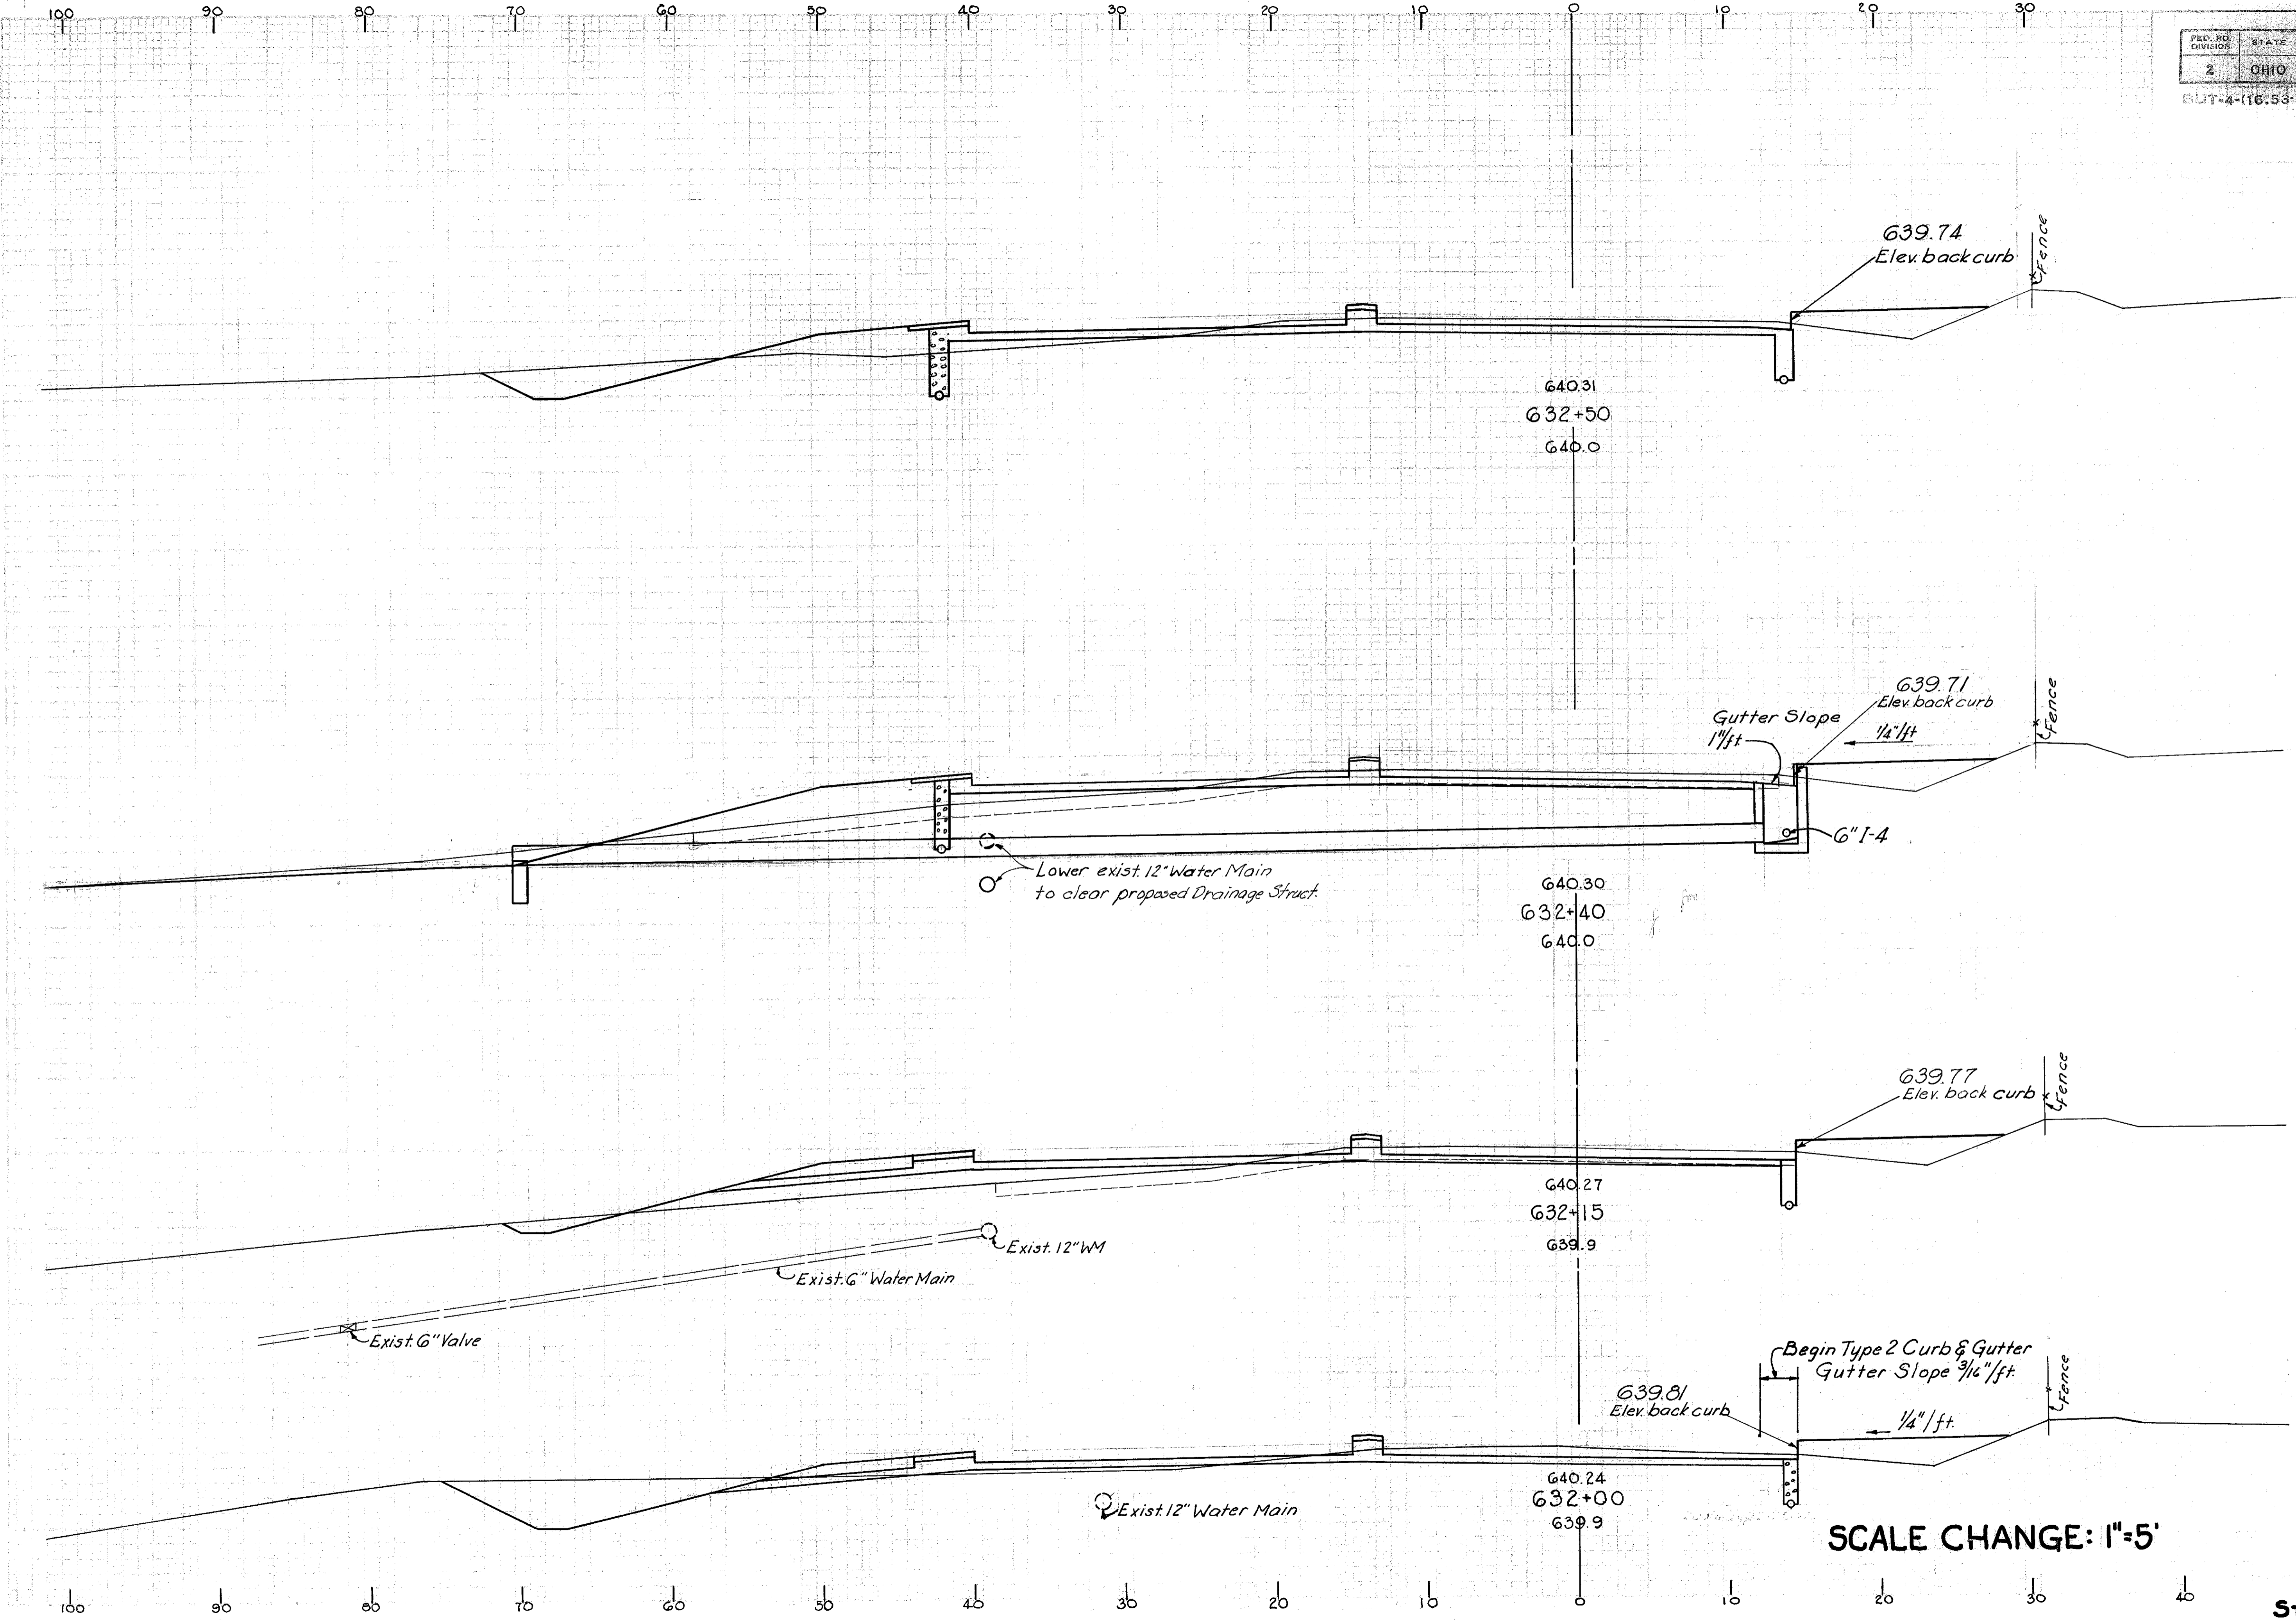 100 90 80 70 60 50 40 30 20 10 0 10 20 30
FED. RD. DIVISION STATE
2 OHIO
BUT-4-(16.53-
639.74
Elev. back curb
Fence
640.31
632+50
640.0
639.71
Elev. back curb
Fence
Gutter Slope
1"/ft
1/4"/ft
6" I-4
Lower exist. 12" Water Main
to clear proposed Drainage Struct.
640.30
632+40
640.0
639.77
Elev. back curb
Fence
640.27
632+15
639.9
Exist. 12" WM
Exist. 6" Water Main
Exist. 6" Valve
Begin Type 2 Curb & Gutter
Gutter Slope 3/16"/ft.
Fence
639.81
Elev. back curb
1/4"/ft.
640.24
632+00
639.9
Exist. 12" Water Main
SCALE CHANGE: 1"=5'
100 90 80 70 60 50 40 30 20 10 0 10 20 30 40